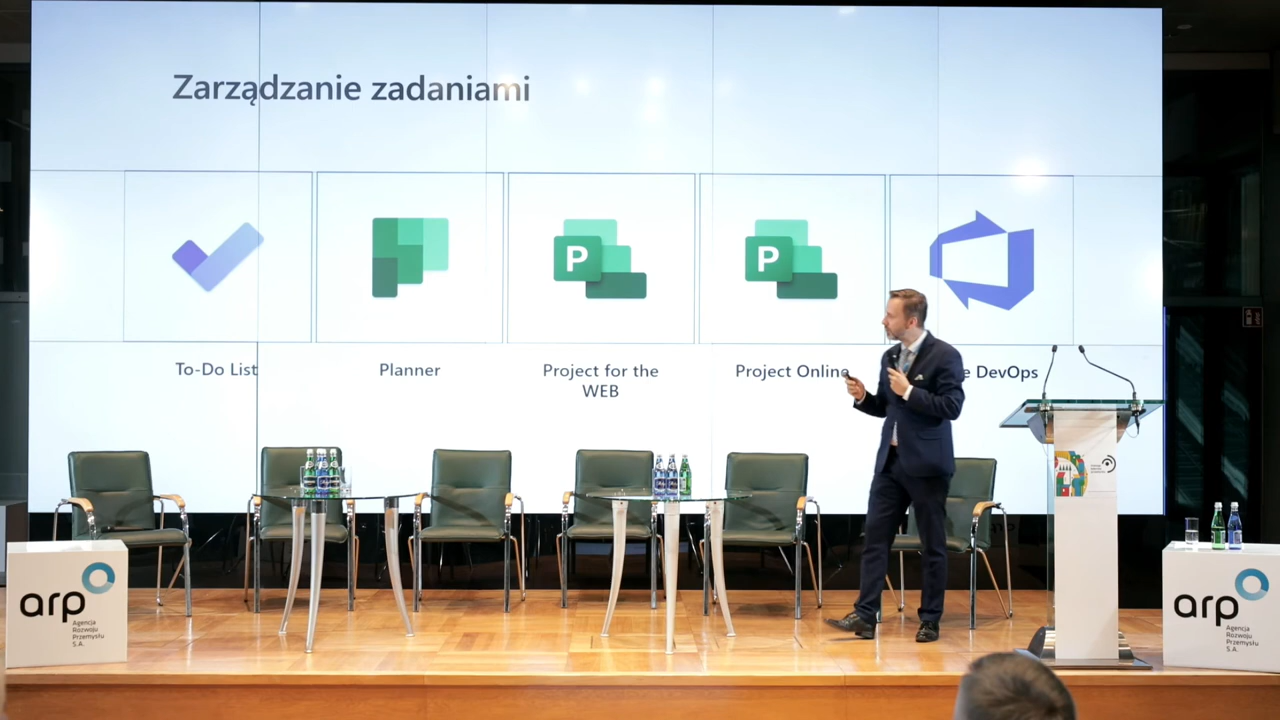 Zarządzanie zadaniami
P
P
To-Do List
Planner
Project for the
WEB
Project Online
e DevOps
arp
Agencja
Rozwoju
Przemysłu
S.A.
arp
Agencja
Rozwoju
Przemysłu
S.A.